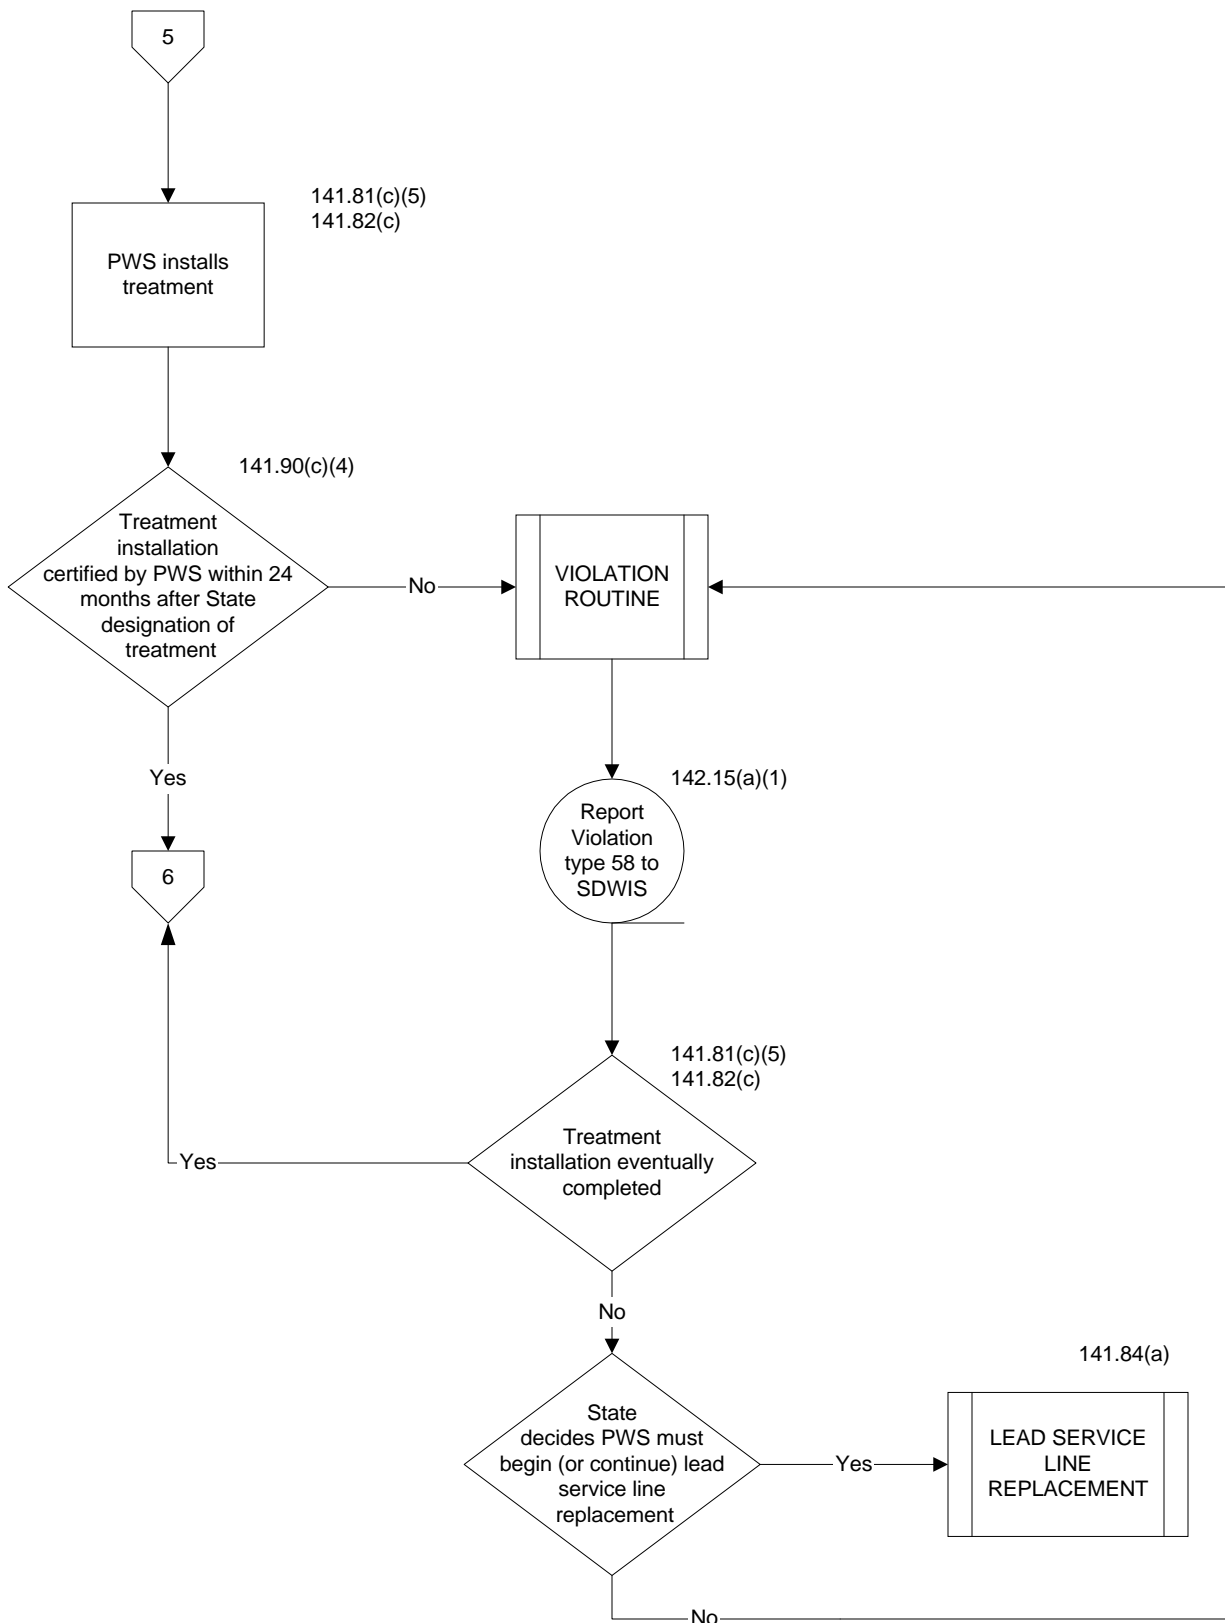 5
141.81(c)(5)
141.82(c)
PWS installs
treatment
141.90(c)(4)
Treatment
installation
certified by PWS within 24
months after State
designation of
treatment
No
VIOLATION
ROUTINE
Yes
142.15(a)(1)
Report
Violation
type 58 to
SDWIS
6
141.81(c)(5)
141.82(c)
Treatment
installation eventually
completed
Yes
No
141.84(a)
State
decides PWS must
begin (or continue) lead
service line
replacement
Yes
LEAD SERVICE
LINE
REPLACEMENT
No